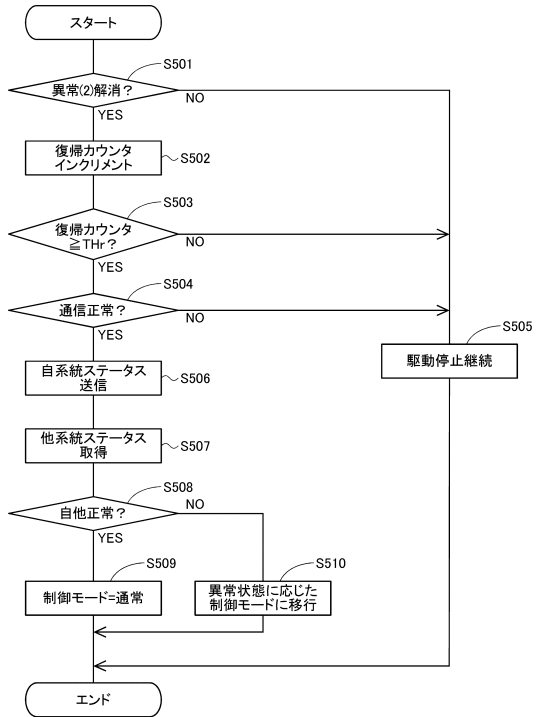 スタート
S501
異常(2)解消？
NO
YES
復帰カウンタ
インクリメント
S502
S503
復帰カウンタ
≧THr？
NO
YES
S504
通信正常？
NO
YES
S505
駆動停止継続
自系統ステータス
送信
S506
他系統ステータス
取得
S507
S508
自他正常？
NO
YES
S509
制御モード=通常
S510
異常状態に応じた
制御モードに移行
エンド